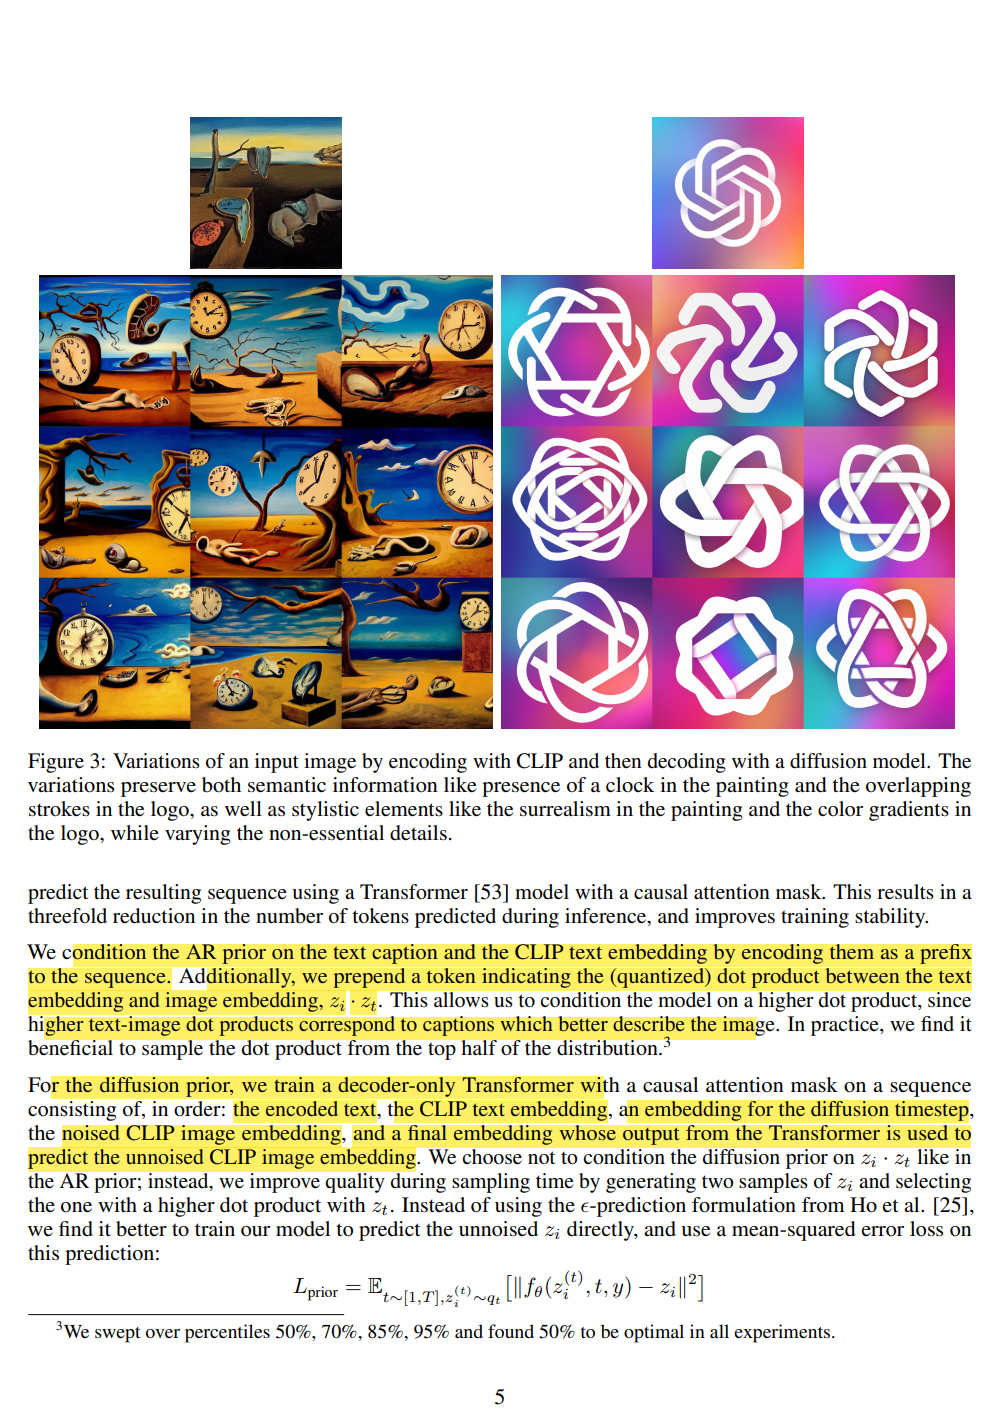 Figure 3: Variations of an input image by encoding with CLIP and then decoding with a diffusion model. The
variations preserve both semantic information like presence of a clock in the painting and the overlapping
strokes in the logo, as well as stylistic elements like the surrealism in the painting and the color gradients in
the logo, while varying the non-essential details.
predict the resulting sequence using a Transformer [53] model with a causal attention mask. This results in a
threefold reduction in the number of tokens predicted during inference, and improves training stability.
We condition the AR prior on the text caption and the CLIP text embedding by encoding them as a prefix
to the sequence. Additionally, we prepend a token indicating the (quantized) dot product between the text
embedding and image embedding, z_i · z_t. This allows us to condition the model on a higher dot product, since
higher text-image dot products correspond to captions which better describe the image. In practice, we find it
beneficial to sample the dot product from the top half of the distribution.³
For the diffusion prior, we train a decoder-only Transformer with a causal attention mask on a sequence
consisting of, in order: the encoded text, the CLIP text embedding, an embedding for the diffusion timestep,
the noised CLIP image embedding, and a final embedding whose output from the Transformer is used to
predict the unnoised CLIP image embedding. We choose not to condition the diffusion prior on z_i · z_t like in
the AR prior; instead, we improve quality during sampling time by generating two samples of z_i and selecting
the one with a higher dot product with z_t. Instead of using the ϵ-prediction formulation from Ho et al. [25],
we find it better to train our model to predict the unnoised z_i directly, and use a mean-squared error loss on
this prediction:
L_prior = 𝔼_{t∼[1,T],z_i^{(t)}∼q_t} [‖f_θ(z_i^{(t)}, t, y) − z_i‖²]
³We swept over percentiles 50%, 70%, 85%, 95% and found 50% to be optimal in all experiments.
5